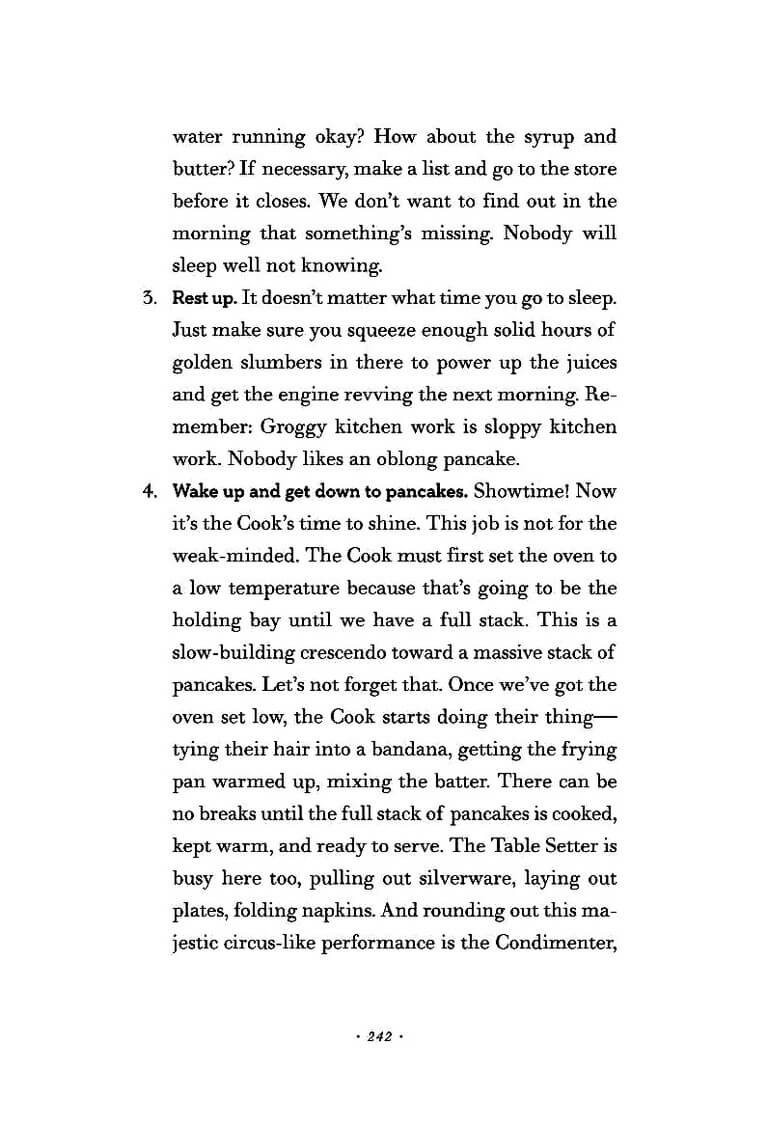 water running okay? How about the syrup and
butter? If necessary, make a list and go to the store
before it closes. We don’t want to find out in the
morning that something’s missing. Nobody will
sleep well not knowing.
3. Rest up. It doesn’t matter what time you go to sleep.
Just make sure you squeeze enough solid hours of
golden slumbers in there to power up the juices
and get the engine revving the next morning. Re-
member: Groggy kitchen work is sloppy kitchen
work. Nobody likes an oblong pancake.
4. Wake up and get down to pancakes. Showtime! Now
it’s the Cook’s time to shine. This job is not for the
weak-minded. The Cook must first set the oven to
a low temperature because that’s going to be the
holding bay until we have a full stack. This is a
slow-building crescendo toward a massive stack of
pancakes. Let’s not forget that. Once we’ve got the
oven set low, the Cook starts doing their thing—
tying their hair into a bandana, getting the frying
pan warmed up, mixing the batter. There can be
no breaks until the full stack of pancakes is cooked,
kept warm, and ready to serve. The Table Setter is
busy here too, pulling out silverware, laying out
plates, folding napkins. And rounding out this ma-
jestic circus-like performance is the Condimenter,
· 242 ·